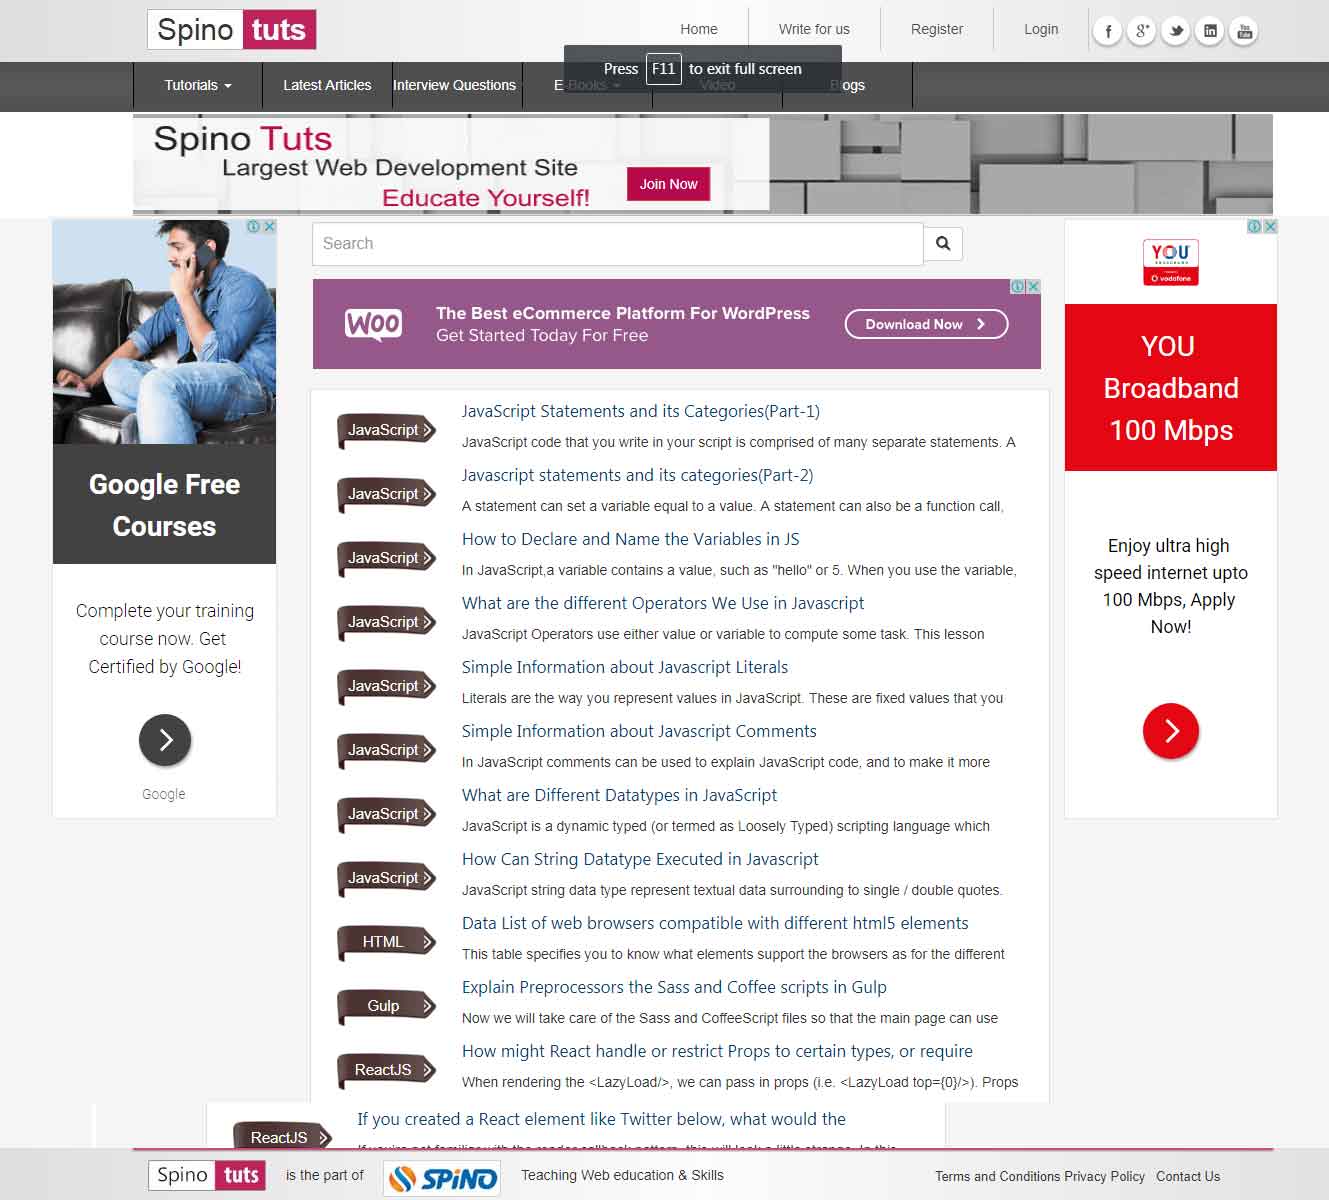 Spino tuts
Home
Write for us
Register
Login
Press F11 to exit full screen
Tutorials
Latest Articles
Interview Questions
E-Books
Video
Blogs
Spino Tuts
Largest Web Development Site
Educate Yourself!
Join Now
Search
WOO
The Best eCommerce Platform For WordPress
Get Started Today For Free
Download Now
Google Free
Courses
Complete your training
course now. Get
Certified by Google!
Google
JavaScript
JavaScript Statements and its Categories(Part-1)
JavaScript code that you write in your script is comprised of many separate statements. A
JavaScript
Javascript statements and its categories(Part-2)
A statement can set a variable equal to a value. A statement can also be a function call,
JavaScript
How to Declare and Name the Variables in JS
In JavaScript,a variable contains a value, such as "hello" or 5. When you use the variable,
JavaScript
What are the different Operators We Use in Javascript
JavaScript Operators use either value or variable to compute some task. This lesson
JavaScript
Simple Information about Javascript Literals
Literals are the way you represent values in JavaScript. These are fixed values that you
JavaScript
Simple Information about Javascript Comments
In JavaScript comments can be used to explain JavaScript code, and to make it more
JavaScript
What are Different Datatypes in JavaScript
JavaScript is a dynamic typed (or termed as Loosely Typed) scripting language which
JavaScript
How Can String Datatype Executed in Javascript
JavaScript string data type represent textual data surrounding to single / double quotes.
HTML
Data List of web browsers compatible with different html5 elements
This table specifies you to know what elements support the browsers as for the different
Gulp
Explain Preprocessors the Sass and Coffee scripts in Gulp
Now we will take care of the Sass and CoffeeScript files so that the main page can use
ReactJS
How might React handle or restrict Props to certain types, or require
When rendering the <LazyLoad/>, we can pass in props (i.e. <LazyLoad top={0}/>). Props
ReactJS
If you created a React element like Twitter below, what would the
YOU
vodafone
YOU
Broadband
100 Mbps
Enjoy ultra high
speed internet upto
100 Mbps, Apply
Now!
Spino tuts
is the part of
SPINO
Teaching Web education & Skills
Terms and Conditions Privacy Policy
Contact Us